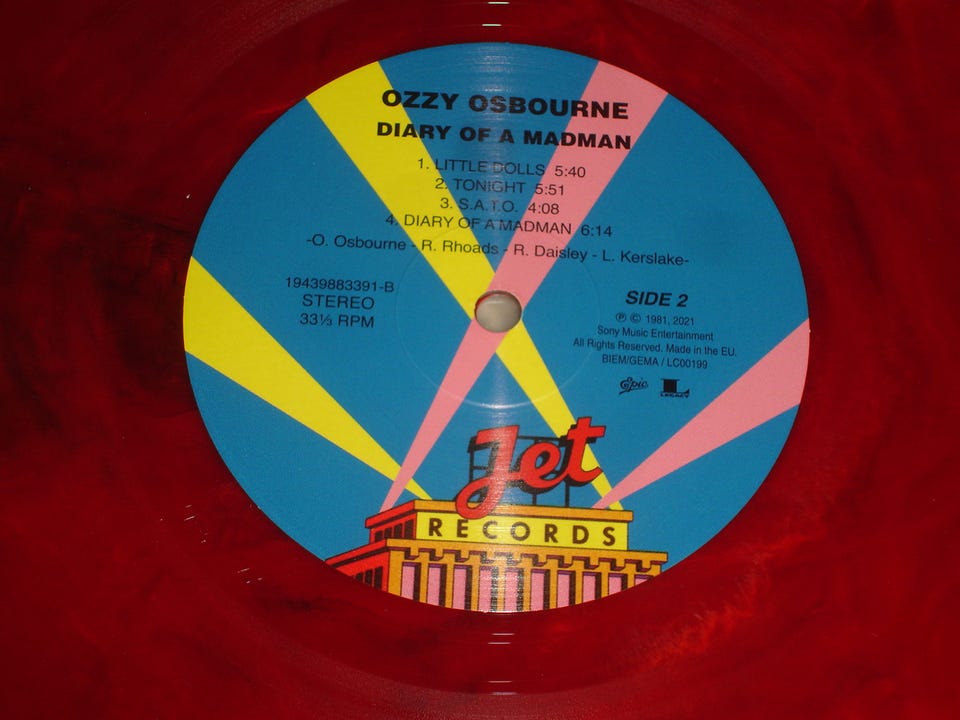 OZZY OSBOURNE
DIARY OF A MADMAN
1. LITTLE DOLLS 5:40
2. TONIGHT 5:51
3. S.A.T.O. 4:08
4. DIARY OF A MADMAN 6:14
-O. Osbourne - R. Rhoads - R. Daisley - L. Kerslake-
19439883391-B
STEREO
33⅓ RPM
SIDE 2
℗ © 1981, 2021
Sony Music Entertainment
All Rights Reserved. Made in the EU.
BIEM/GEMA / LC00199
Epic LEGACY
Jet
RECORDS